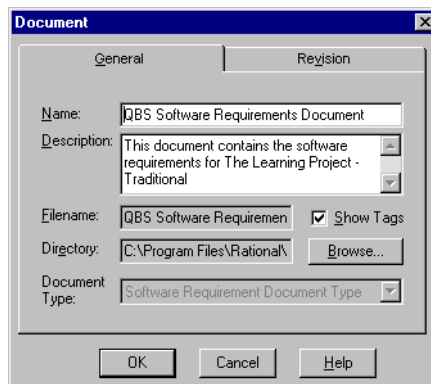 Document
General
Revision
Name: QBS Software Requirements Document
Description: This document contains the software
requirements for The Learning Project -
Traditional
Filename: QBS Software Requiremen Show Tags
Directory: C:\Program Files\Rational\ Browse...
Document
Type: Software Requirement Document Type
OK Cancel Help